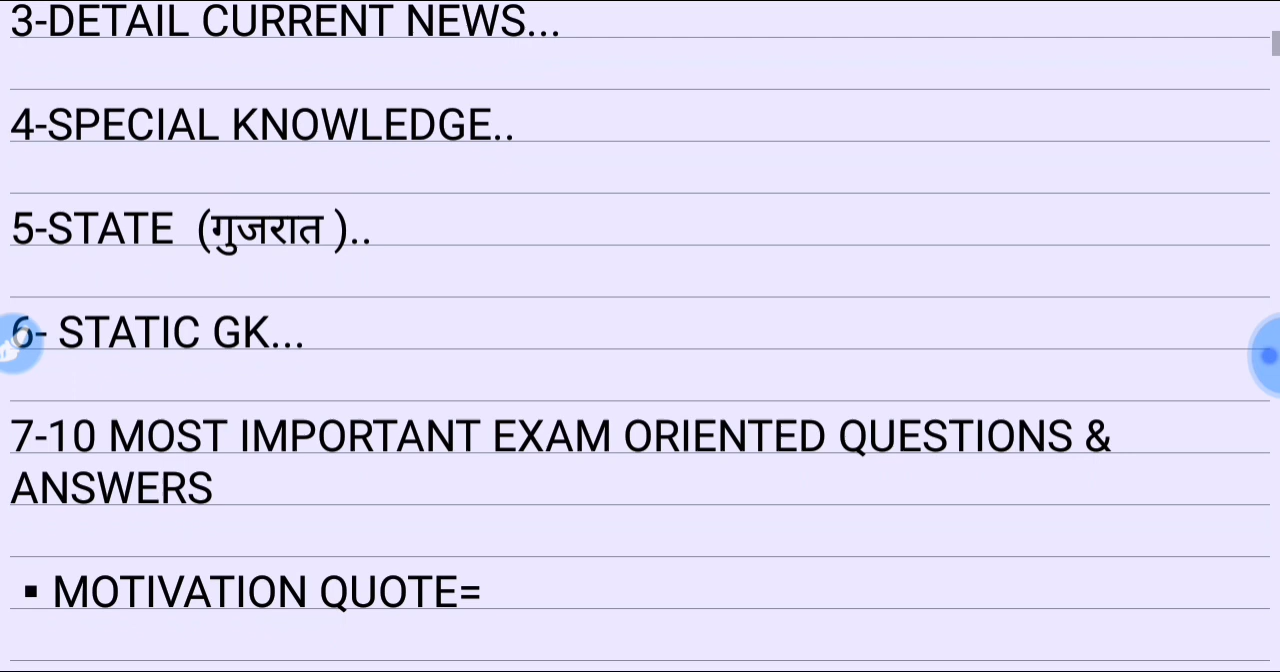 3-DETAIL CURRENT NEWS...
4-SPECIAL KNOWLEDGE..
5-STATE  (गुजरात )..
6- STATIC GK...
7-10 MOST IMPORTANT EXAM ORIENTED QUESTIONS &
ANSWERS
▪ MOTIVATION QUOTE=